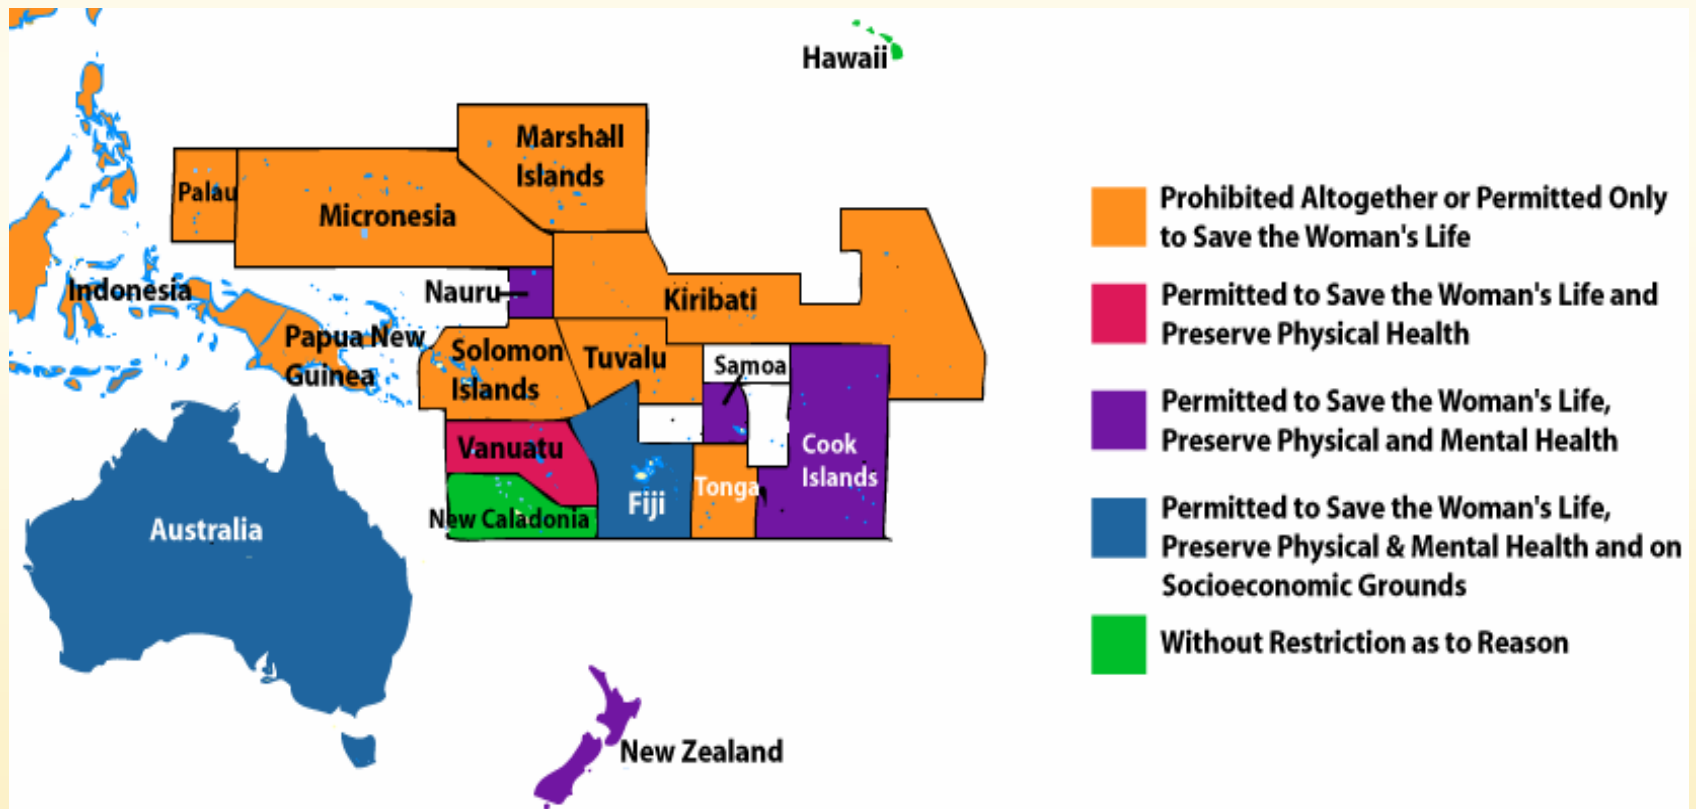 Hawaii
Marshall
Islands
Palau
Micronesia
Nauru
Kiribati
Indonesia
Papua New
Guinea
Solomon
Islands
Tuvalu
Samoa
Vanuatu
Cook
Islands
Fiji
Tonga
New Caladonia
Australia
New Zealand
Prohibited Altogether or Permitted Only
to Save the Woman's Life
Permitted to Save the Woman's Life and
Preserve Physical Health
Permitted to Save the Woman's Life,
Preserve Physical and Mental Health
Permitted to Save the Woman's Life,
Preserve Physical & Mental Health and on
Socioeconomic Grounds
Without Restriction as to Reason